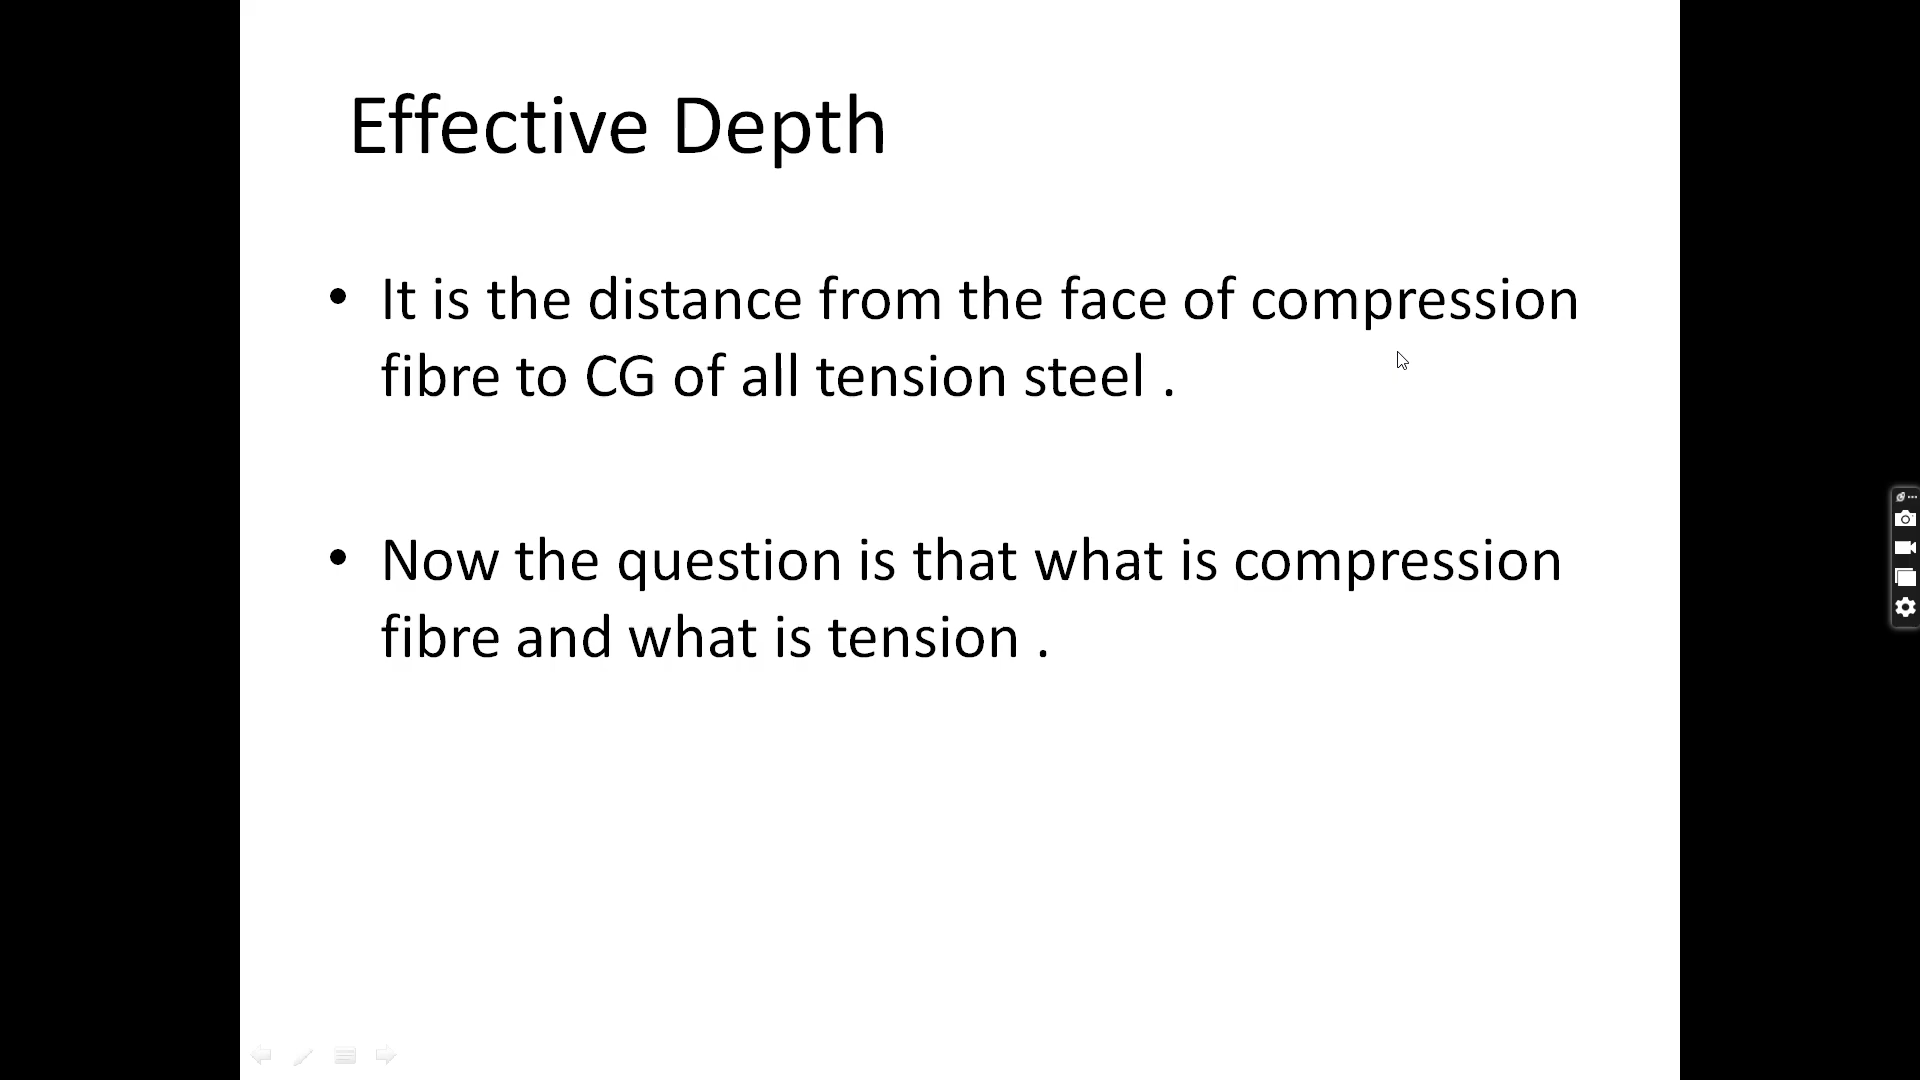 Effective Depth
• It is the distance from the face of compression
fibre to CG of all tension steel .
• Now the question is that what is compression
fibre and what is tension .